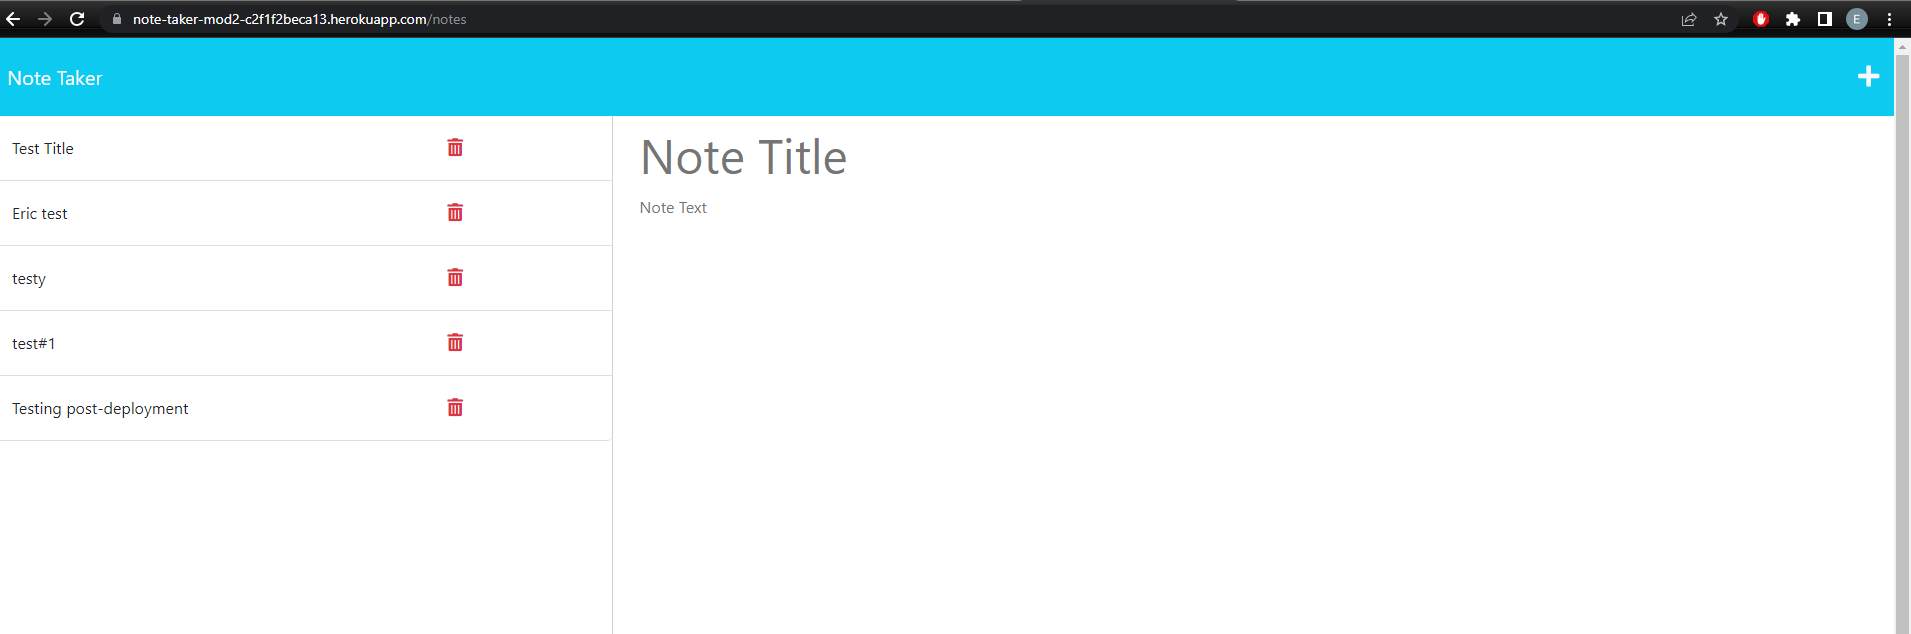 note-taker-mod2-c2f1f2beca13.herokuapp.com/notes
E
Note Taker
Test Title
Eric test
testy
test#1
Testing post-deployment
Note Title
Note Text